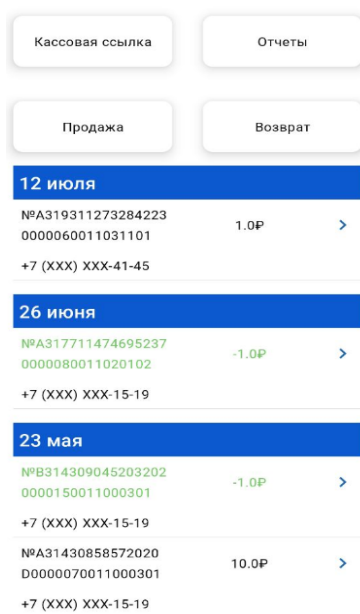 Кассовая ссылка
Отчеты
Продажа
Возврат
12 июля
№A319311273284223
0000060011031101
1.0₽
+7 (XXX) XXX-41-45
26 июня
№A317711474695237
0000080011020102
-1.0₽
+7 (XXX) XXX-15-19
23 мая
№B314309045203202
0000150011000301
-1.0₽
+7 (XXX) XXX-15-19
№A31430858572020
D0000070011000301
10.0₽
+7 (XXX) XXX-15-19